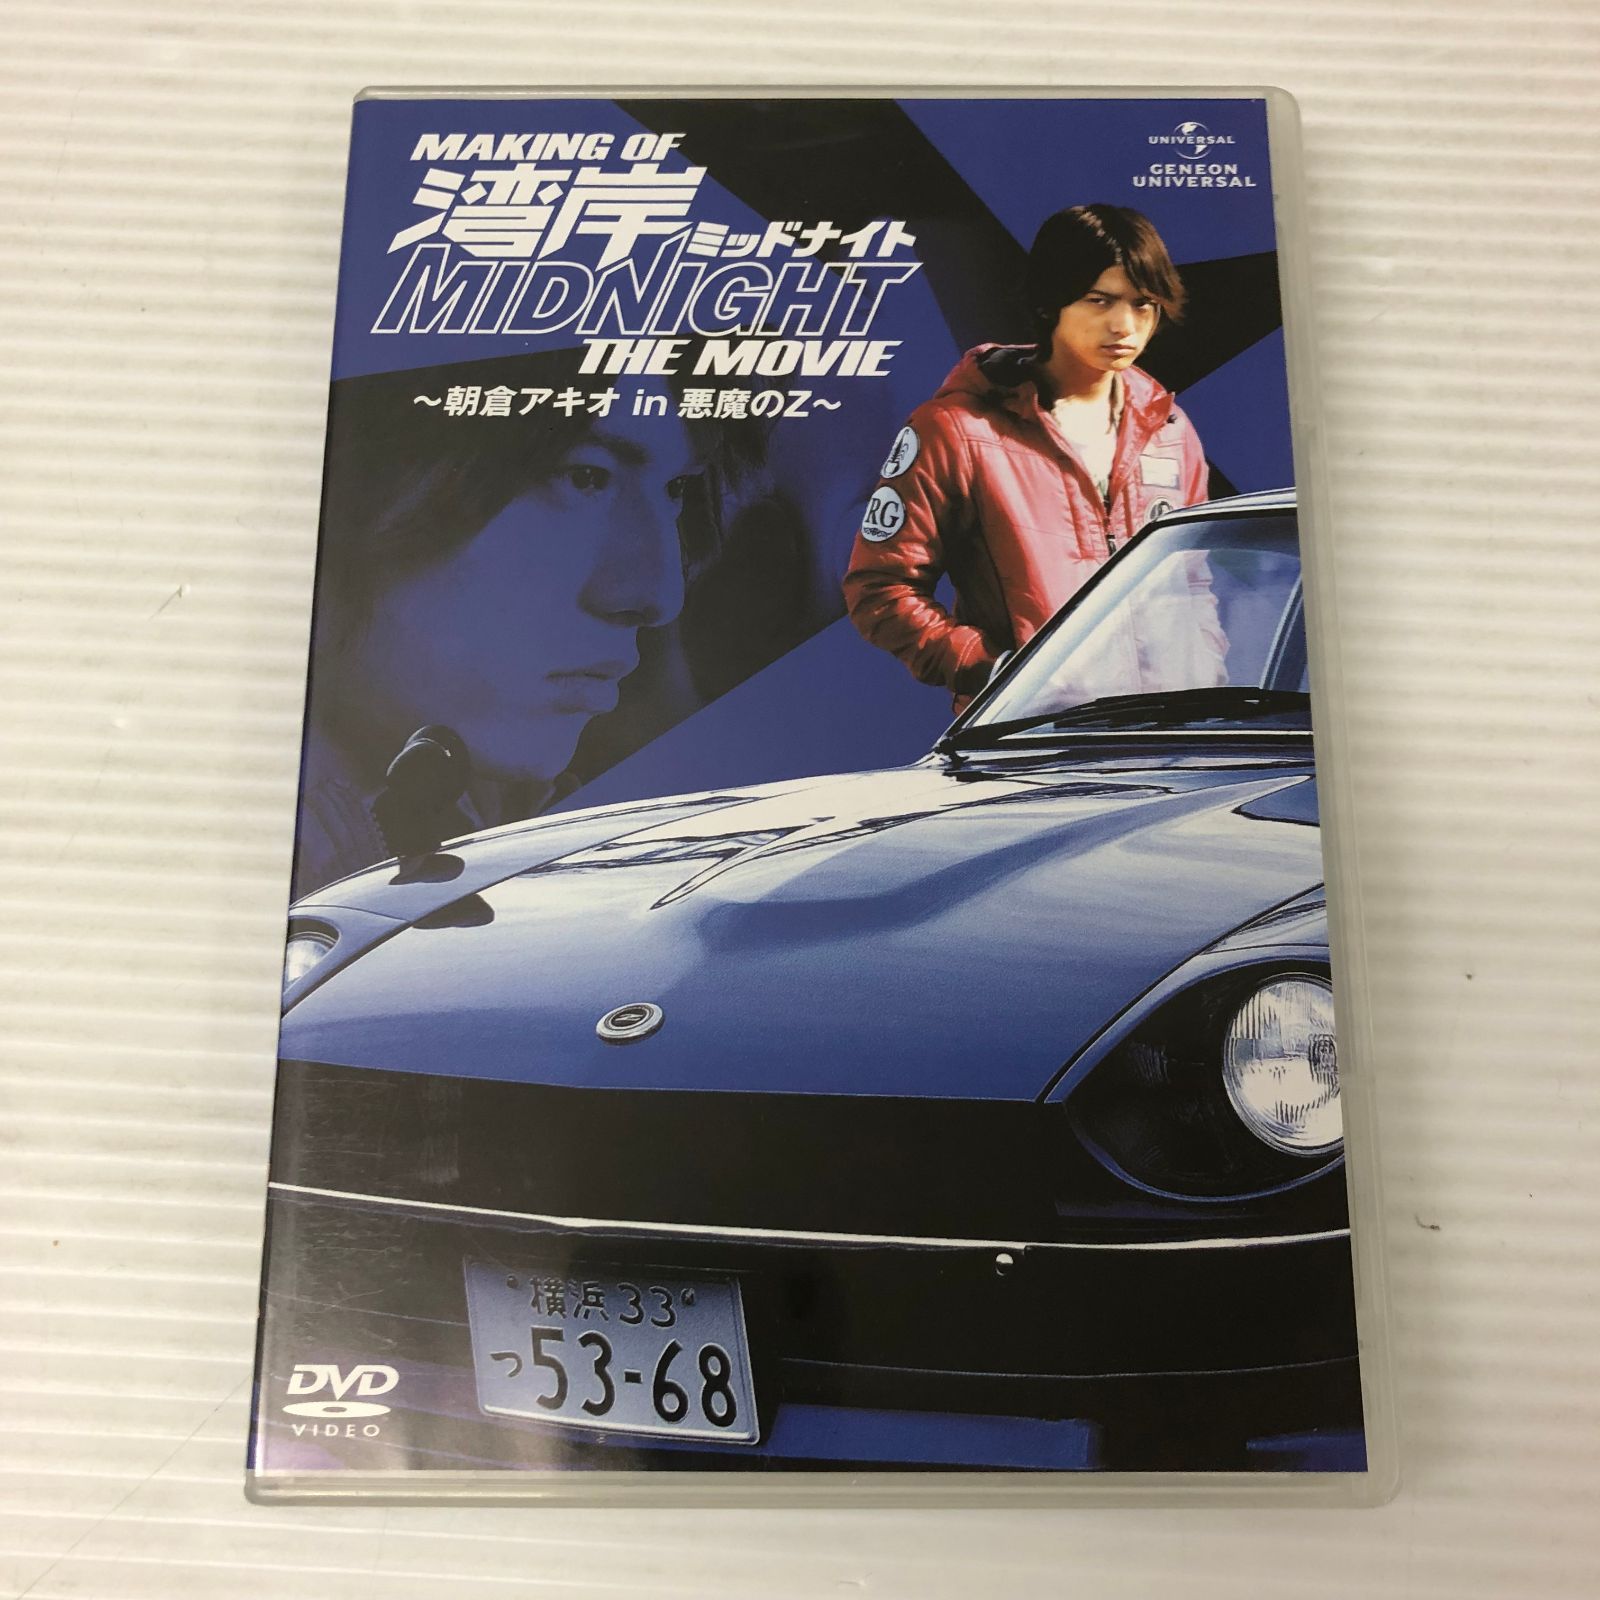 MAKING OF
湾岸
ミッドナイト
MIDNIGHT
THE MOVIE
～朝倉アキオ in 悪魔のZ～
UNIVERSAL
GENEON
UNIVERSAL
RG
Z
横浜 33
つ 53-68
DVD
VIDEO